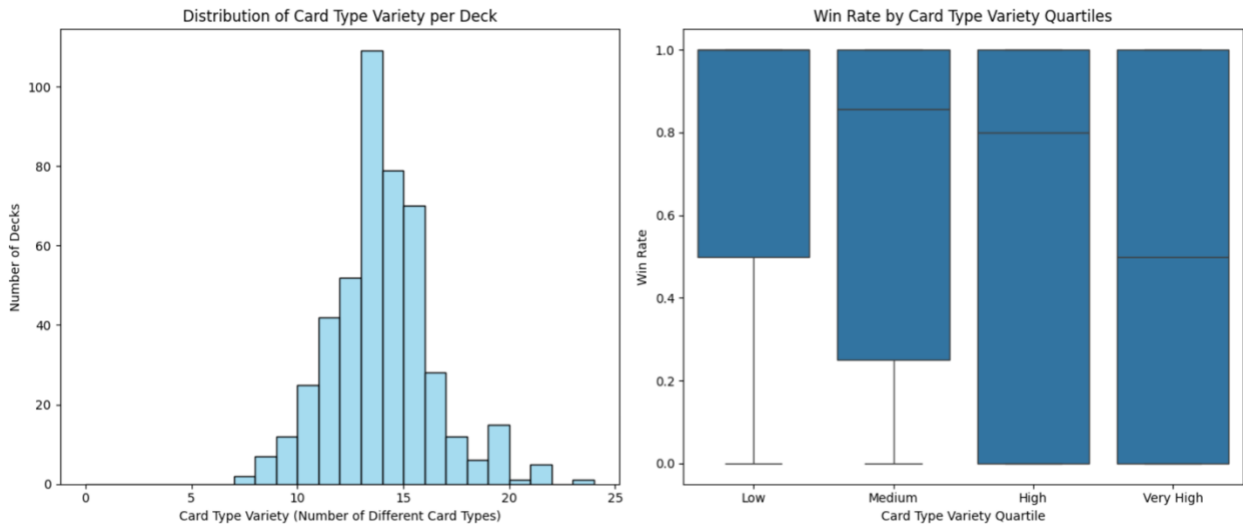 Distribution of Card Type Variety per Deck
Number of Decks
100
80
60
40
20
0
0 5 10 15 20 25
Card Type Variety (Number of Different Card Types)
Win Rate by Card Type Variety Quartiles
Win Rate
1.0
0.8
0.6
0.4
0.2
0.0
Low Medium High Very High
Card Type Variety Quartile